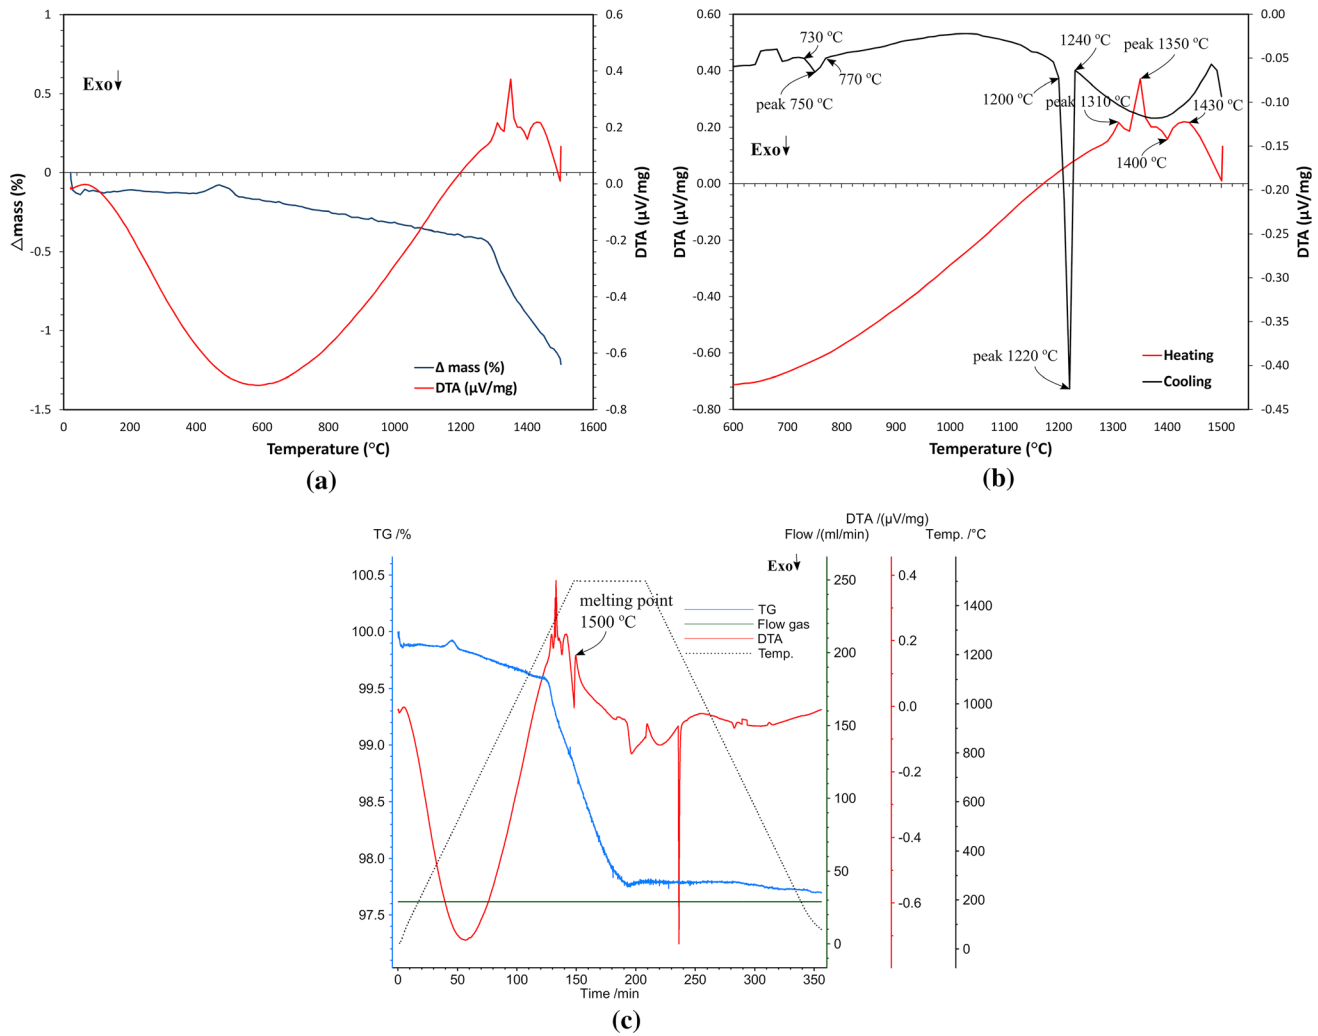 1
0.5
0
-0.5
-1
-1.5
△mass (%)
Exo
0.6
0.4
0.2
0.0
-0.2
-0.4
-0.6
-0.8
DTA (µV/mg)
Δ mass (%)
DTA (µV/mg)
0 200 400 600 800 1000 1200 1400 1600
Temperature (°C)
(a)
0.60
0.40
0.20
0.00
-0.20
-0.40
-0.60
-0.80
DTA (µV/mg)
730 °C
peak 750 °C
770 °C
1240 °C
peak 1350 °C
1200 °C
peak 1310 °C
1430 °C
1400 °C
Exo
peak 1220 °C
Heating
Cooling
0.00
-0.05
-0.10
-0.15
-0.20
-0.25
-0.30
-0.35
-0.40
-0.45
DTA (µV/mg)
600 700 800 900 1000 1100 1200 1300 1400 1500
Temperature (°C)
(b)
TG /%
DTA /(µV/mg)
Flow /(ml/min)
Temp. /°C
Exo
100.5
100.0
99.5
99.0
98.5
98.0
97.5
melting point
1500 °C
TG
Flow gas
DTA
Temp.
250
200
150
100
50
0
0.4
0.2
0.0
-0.2
-0.4
-0.6
1400
1200
1000
800
600
400
200
0
0 50 100 150 200 250 300 350
Time /min
(c)